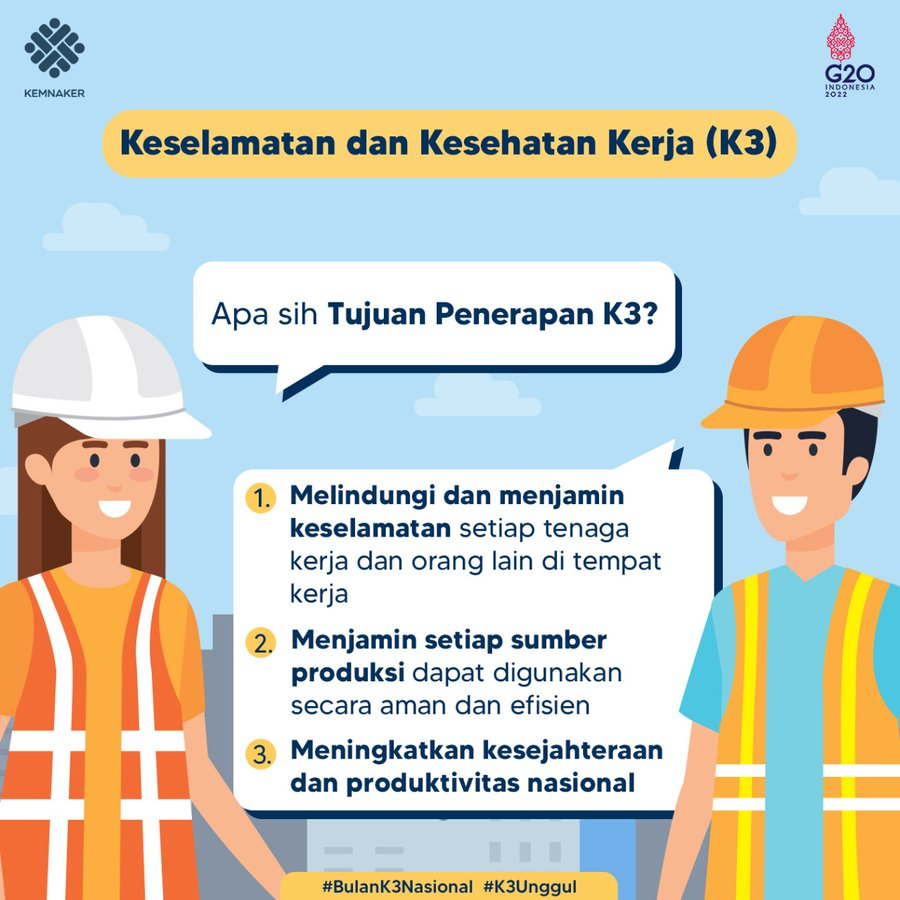 KEMNAKER
G20
INDONESIA
2022
Keselamatan dan Kesehatan Kerja (K3)
Apa sih Tujuan Penerapan K3?
1. Melindungi dan menjamin
keselamatan setiap tenaga
kerja dan orang lain di tempat
kerja
2. Menjamin setiap sumber
produksi dapat digunakan
secara aman dan efisien
3. Meningkatkan kesejahteraan
dan produktivitas nasional
#BulanK3Nasional #K3Unggul